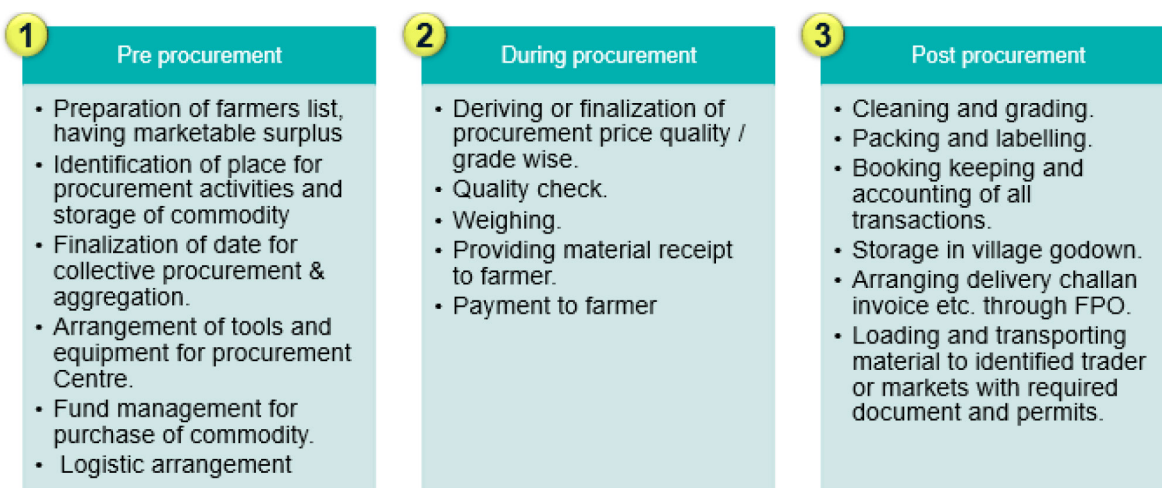 1
Pre procurement
• Preparation of farmers list,
having marketable surplus
• Identification of place for
procurement activities and
storage of commodity
• Finalization of date for
collective procurement &
aggregation.
• Arrangement of tools and
equipment for procurement
Centre.
• Fund management for
purchase of commodity.
• Logistic arrangement
2
During procurement
• Deriving or finalization of
procurement price quality /
grade wise.
• Quality check.
• Weighing.
• Providing material receipt
to farmer.
• Payment to farmer
3
Post procurement
• Cleaning and grading.
• Packing and labelling.
• Booking keeping and
accounting of all
transactions.
• Storage in village godown.
• Arranging delivery challan
invoice etc. through FPO.
• Loading and transporting
material to identified trader
or markets with required
document and permits.